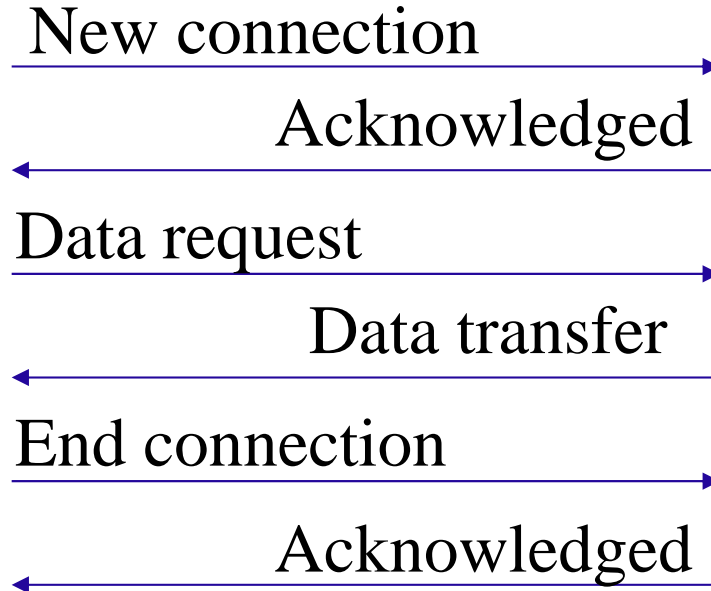 New connection
Acknowledged
Data request
Data transfer
End connection
Acknowledged